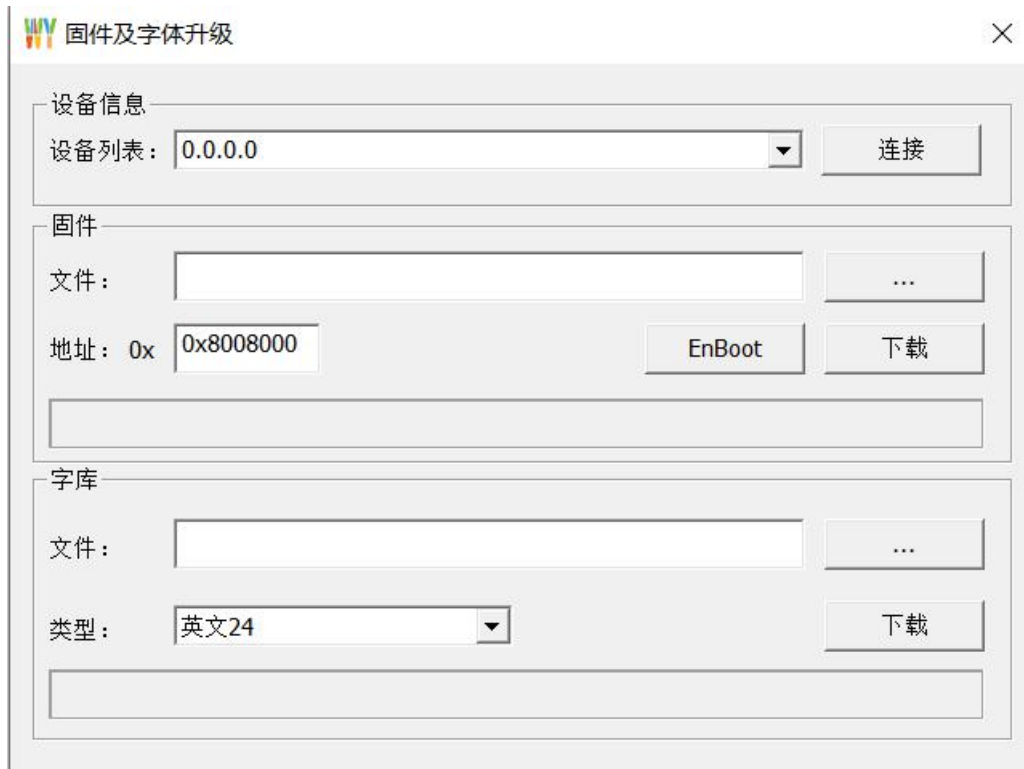 固件及字体升级
设备信息
设备列表： 0.0.0.0 连接
固件
文件： ...
地址： 0x 0x8008000 EnBoot 下载
字库
文件： ...
类型： 英文24 下载